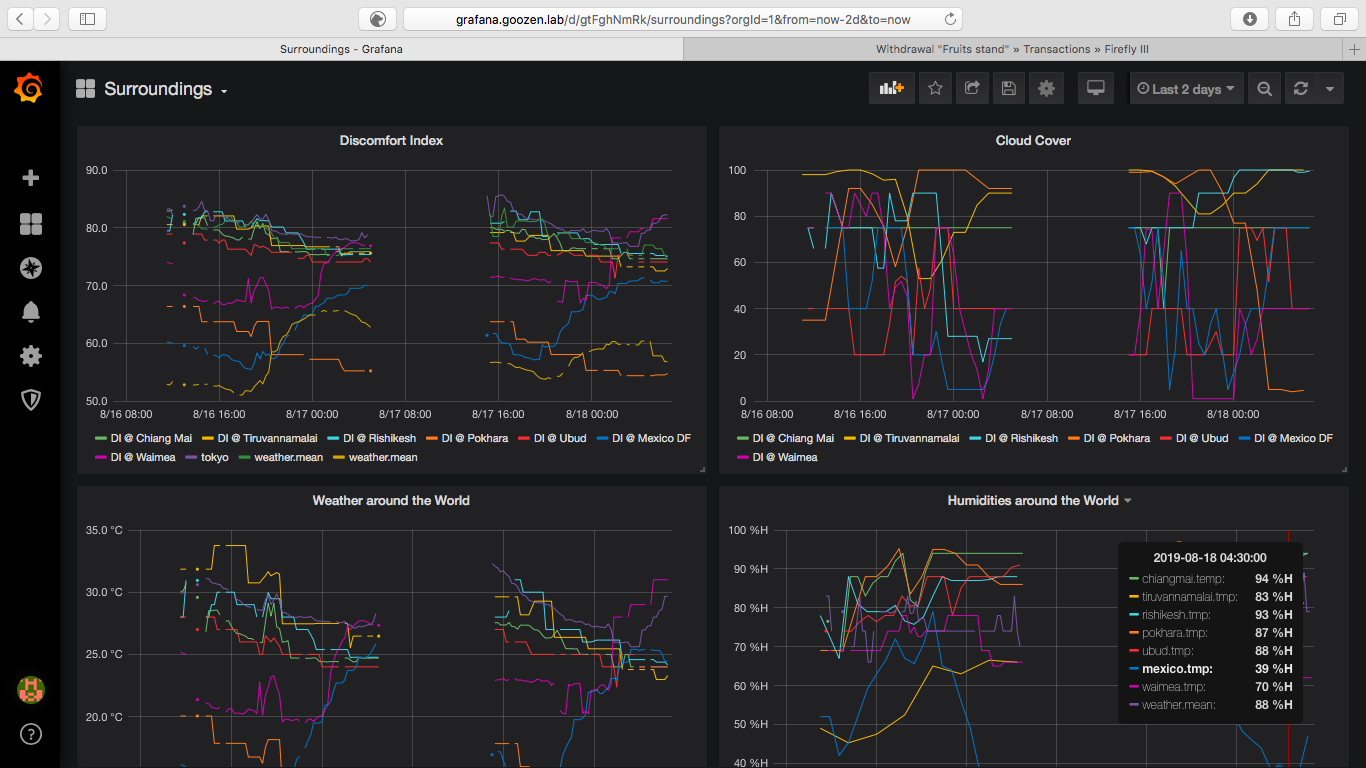 grafana.goozen.lab/d/gtFghNmRk/surroundings?orgId=1&from=now-2d&to=now
Surroundings - Grafana
Withdrawal "Fruits stand" » Transactions » Firefly III
Surroundings
Last 2 days
Discomfort Index
90.0
80.0
70.0
60.0
50.0
8/16 08:00 8/16 16:00 8/17 00:00 8/17 08:00 8/17 16:00 8/18 00:00
DI @ Chiang Mai DI @ Tiruvannamalai DI @ Rishikesh DI @ Pokhara DI @ Ubud DI @ Mexico DF
DI @ Waimea tokyo weather.mean weather.mean
Cloud Cover
100
80
60
40
20
0
8/16 08:00 8/16 16:00 8/17 00:00 8/17 08:00 8/17 16:00 8/18 00:00
DI @ Chiang Mai DI @ Tiruvannamalai DI @ Rishikesh DI @ Pokhara DI @ Ubud DI @ Mexico DF
DI @ Waimea
Weather around the World
35.0 °C
30.0 °C
25.0 °C
20.0 °C
Humidities around the World
100 %H
90 %H
80 %H
70 %H
60 %H
50 %H
40 %H
2019-08-18 04:30:00
chiangmai.temp: 94 %H
tiruvannamalai.tmp: 83 %H
rishikesh.tmp: 93 %H
pokhara.tmp: 87 %H
ubud.tmp: 88 %H
mexico.tmp: 39 %H
waimea.tmp: 70 %H
weather.mean: 88 %H